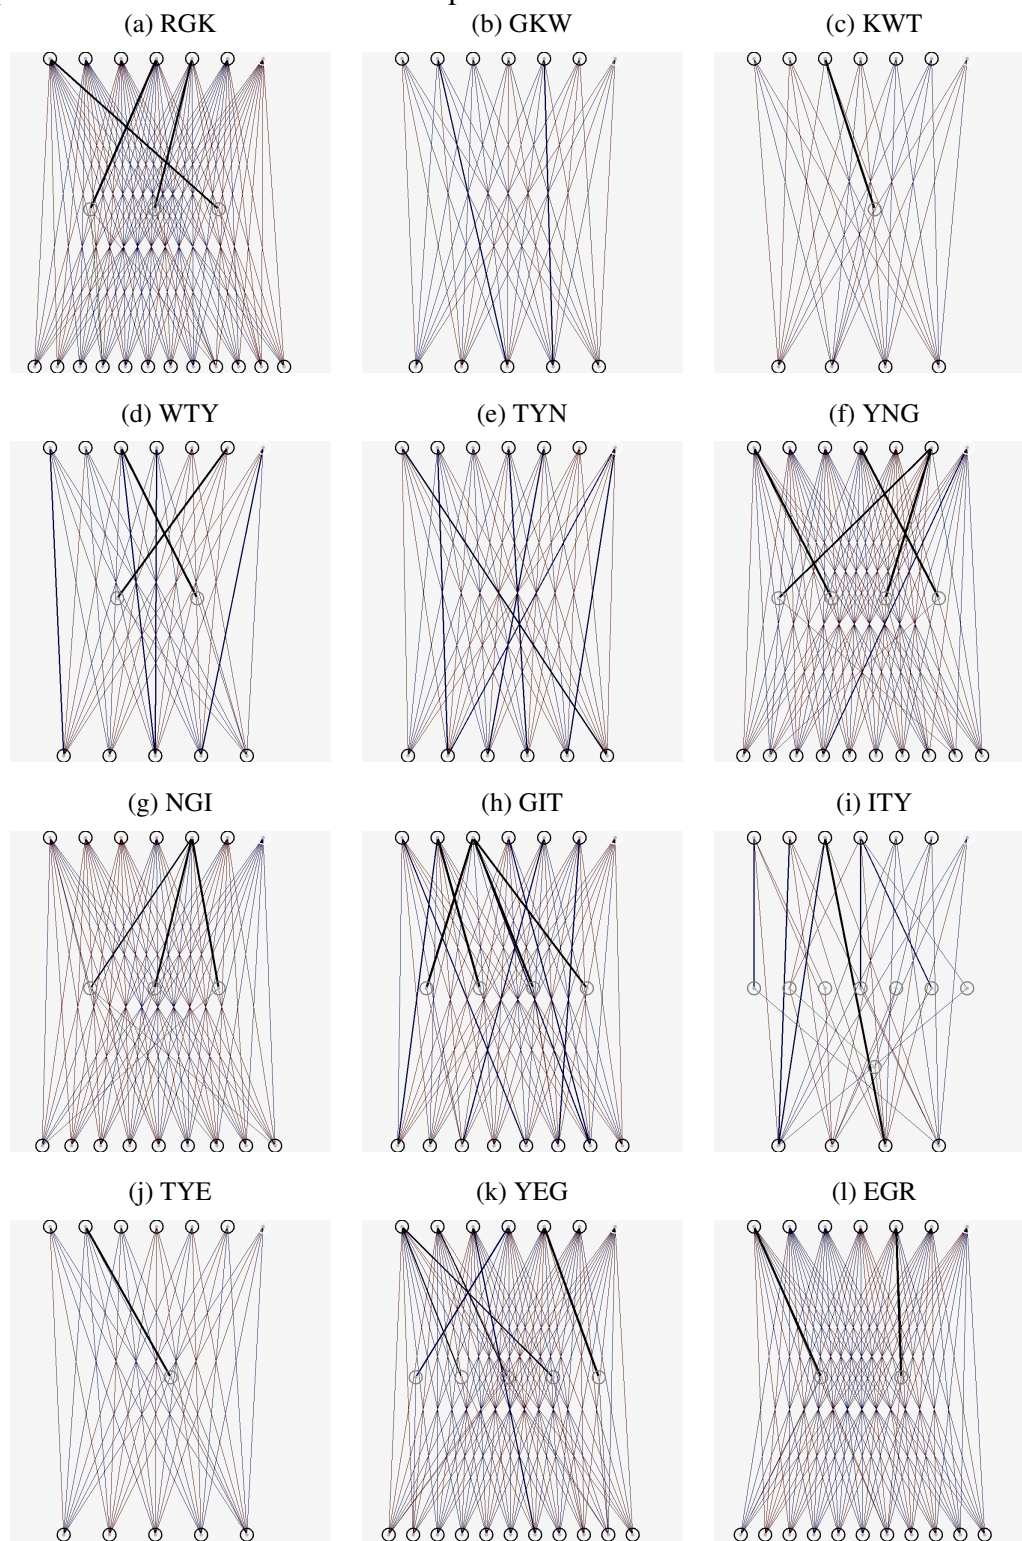 (a) RGK (b) GKW (c) KWT
(d) WTY (e) TYN (f) YNG
(g) NGI (h) GIT (i) ITY
(j) TYE (k) YEG (l) EGR